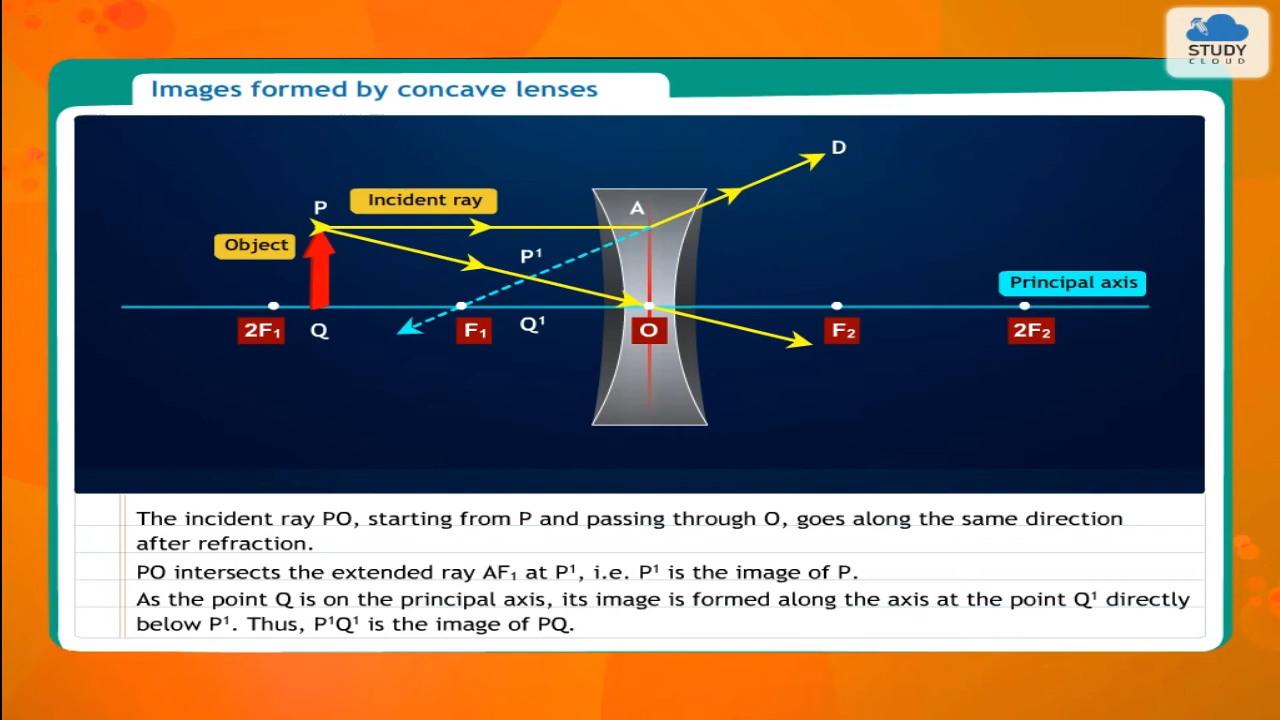 STUDY
CLOUD
Images formed by concave lenses
D
P
Incident ray
A
Object
P¹
Principal axis
2F₁
Q
F₁
Q¹
O
F₂
2F₂
The incident ray PO, starting from P and passing through O, goes along the same direction
after refraction.
PO intersects the extended ray AF₁ at P¹, i.e. P¹ is the image of P.
As the point Q is on the principal axis, its image is formed along the axis at the point Q¹ directly
below P¹. Thus, P¹Q¹ is the image of PQ.